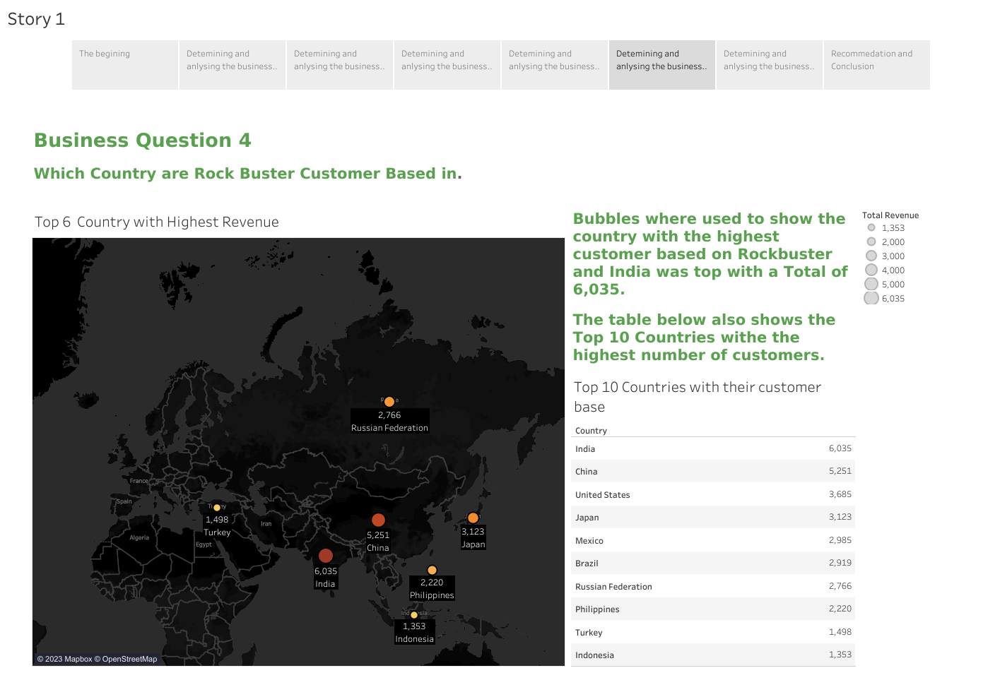 Story 1
The begining
Detemining and
anlysing the business..
Detemining and
anlysing the business..
Detemining and
anlysing the business..
Detemining and
anlysing the business..
Detemining and
anlysing the business..
Detemining and
anlysing the business..
Recommedation and
Conclusion
Business Question 4
Which Country are Rock Buster Customer Based in.
Top 6  Country with Highest Revenue
2,766
Russian Federation
France
Spain
1,498
Turkey
Iran
Algeria
Egypt
5,251
China
3,123
Japan
6,035
India
2,220
Philippines
1,353
Indonesia
© 2023 Mapbox © OpenStreetMap
Bubbles where used to show the
country with the highest
customer based on Rockbuster
and India was top with a Total of
6,035.
The table below also shows the
Top 10 Countries withe the
highest number of customers.
Total Revenue
1,353
2,000
3,000
4,000
5,000
6,035
Top 10 Countries with their customer
base
Country
India 6,035
China 5,251
United States 3,685
Japan 3,123
Mexico 2,985
Brazil 2,919
Russian Federation 2,766
Philippines 2,220
Turkey 1,498
Indonesia 1,353